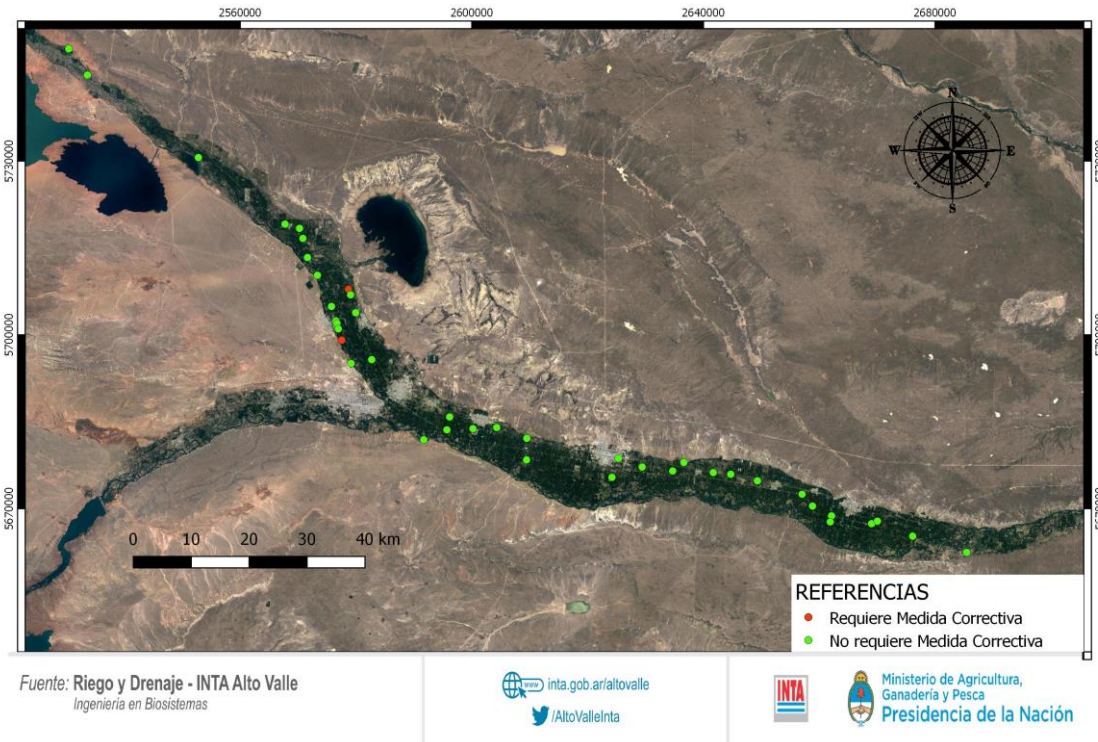 2560000 2600000 2640000 2680000
5730000
5700000
5670000
N
W E
S
0 10 20 30 40 km
REFERENCIAS
Requiere Medida Correctiva
No requiere Medida Correctiva
Fuente: Riego y Drenaje - INTA Alto Valle
Ingenieria en Biosistemas
www inta.gob.ar/altovalle
/AltoValleInta
INTA
Ministerio de Agricultura,
Ganadería y Pesca
Presidencia de la Nación